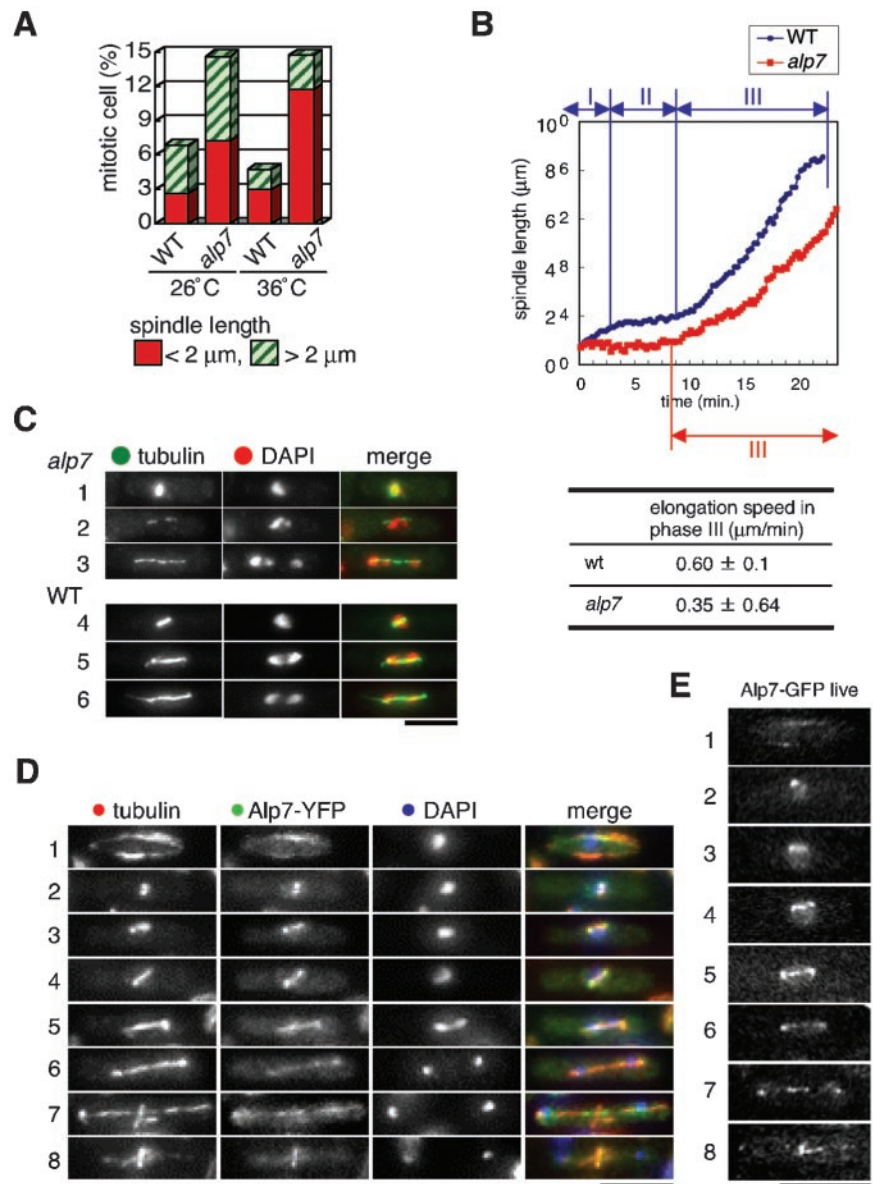 A
mitotic cell (%)
15
12
9
6
3
0
WT
alp7
WT
alp7
26°C
36°C
spindle length
< 2 μm, > 2 μm
B
WT
alp7
I
II
III
spindle length (μm)
10 0
8 6
6 2
4 8
2 4
0 0
0
5
10
15
20
time (min.)
III
elongation speed in
phase III (μm/min)
wt 0.60 ± 0.1
alp7 0.35 ± 0.64
C
alp7 tubulin DAPI merge
1
2
3
WT
4
5
6
D
tubulin Alp7-YFP DAPI merge
1
2
3
4
5
6
7
8
E
Alp7-GFP live
1
2
3
4
5
6
7
8